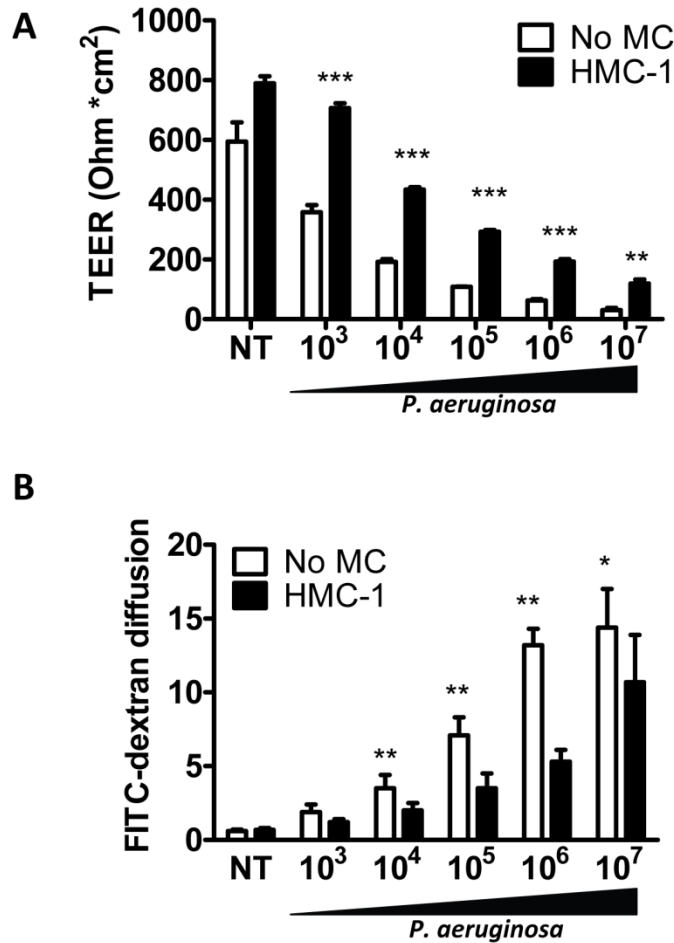 A
TEER (Ohm *cm²)
1000
800
600
400
200
0
No MC
HMC-1
***
***
***
***
**
NT 10³ 10⁴ 10⁵ 10⁶ 10⁷
P. aeruginosa
B
FITC-dextran diffusion
20
15
10
5
0
No MC
HMC-1
**
**
**
*
NT 10³ 10⁴ 10⁵ 10⁶ 10⁷
P. aeruginosa